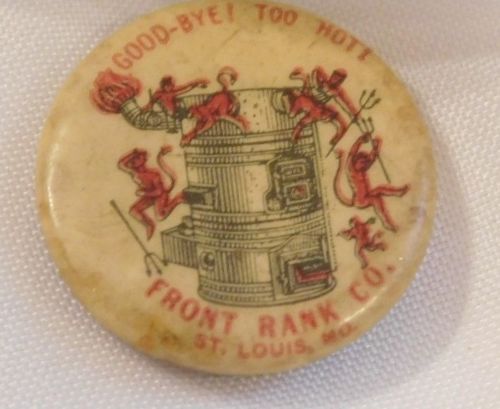 GOOD-BYE! TOO HOT!
FRONT RANK CO.
ST. LOUIS, MO.